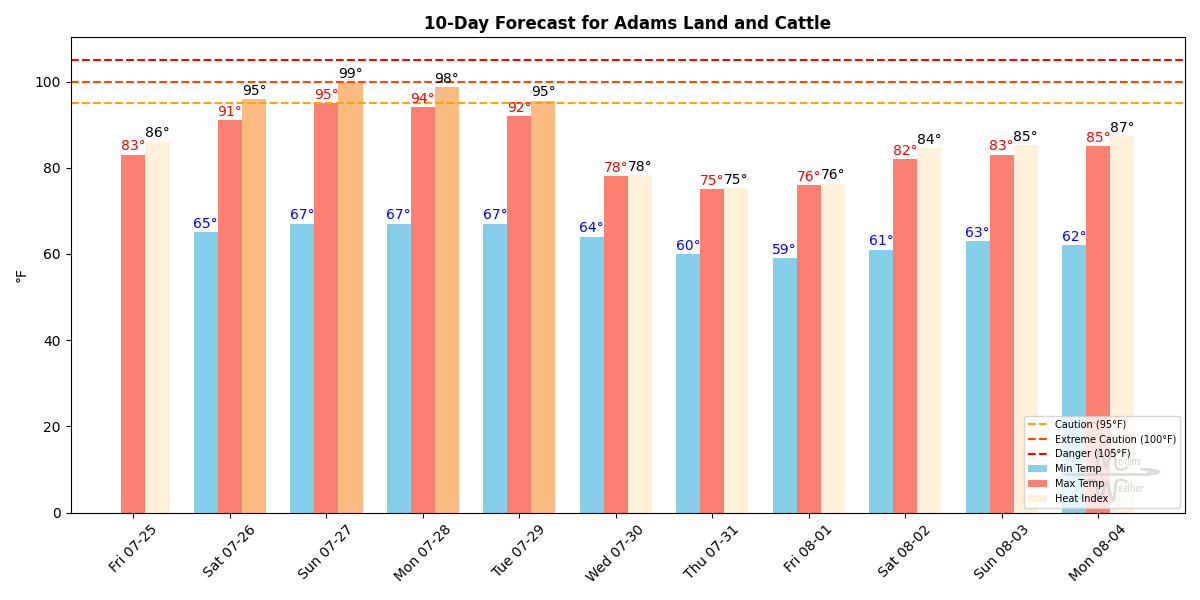 10-Day Forecast for Adams Land and Cattle
°F
100
80
60
40
20
0
83° 86°
65° 91° 95°
67° 95° 99°
67° 94° 98°
67° 92° 95°
64° 78° 78°
60° 75° 75°
59° 76° 76°
61° 82° 84°
63° 83° 85°
62° 85° 87°
Fri 07-25
Sat 07-26
Sun 07-27
Mon 07-28
Tue 07-29
Wed 07-30
Thu 07-31
Fri 08-01
Sat 08-02
Sun 08-03
Mon 08-04
Caution (95°F)
Extreme Caution (100°F)
Danger (105°F)
Min Temp
Max Temp
Heat Index